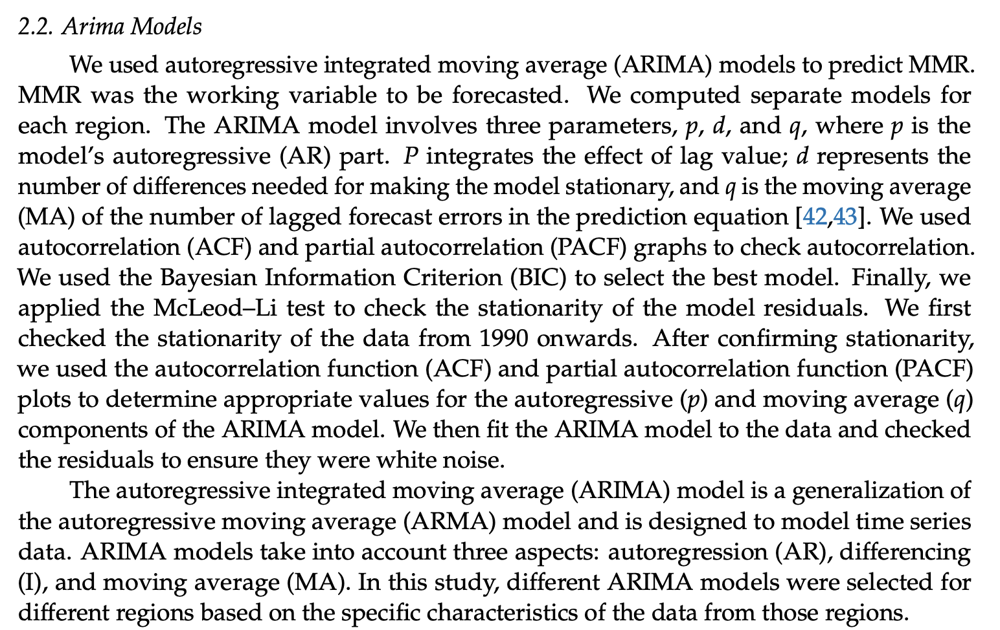 2.2. Arima Models
We used autoregressive integrated moving average (ARIMA) models to predict MMR.
MMR was the working variable to be forecasted. We computed separate models for
each region. The ARIMA model involves three parameters, p, d, and q, where p is the
model's autoregressive (AR) part. P integrates the effect of lag value; d represents the
number of differences needed for making the model stationary, and q is the moving average
(MA) of the number of lagged forecast errors in the prediction equation [42,43]. We used
autocorrelation (ACF) and partial autocorrelation (PACF) graphs to check autocorrelation.
We used the Bayesian Information Criterion (BIC) to select the best model. Finally, we
applied the McLeod–Li test to check the stationarity of the model residuals. We first
checked the stationarity of the data from 1990 onwards. After confirming stationarity,
we used the autocorrelation function (ACF) and partial autocorrelation function (PACF)
plots to determine appropriate values for the autoregressive (p) and moving average (q)
components of the ARIMA model. We then fit the ARIMA model to the data and checked
the residuals to ensure they were white noise.
The autoregressive integrated moving average (ARIMA) model is a generalization of
the autoregressive moving average (ARMA) model and is designed to model time series
data. ARIMA models take into account three aspects: autoregression (AR), differencing
(I), and moving average (MA). In this study, different ARIMA models were selected for
different regions based on the specific characteristics of the data from those regions.